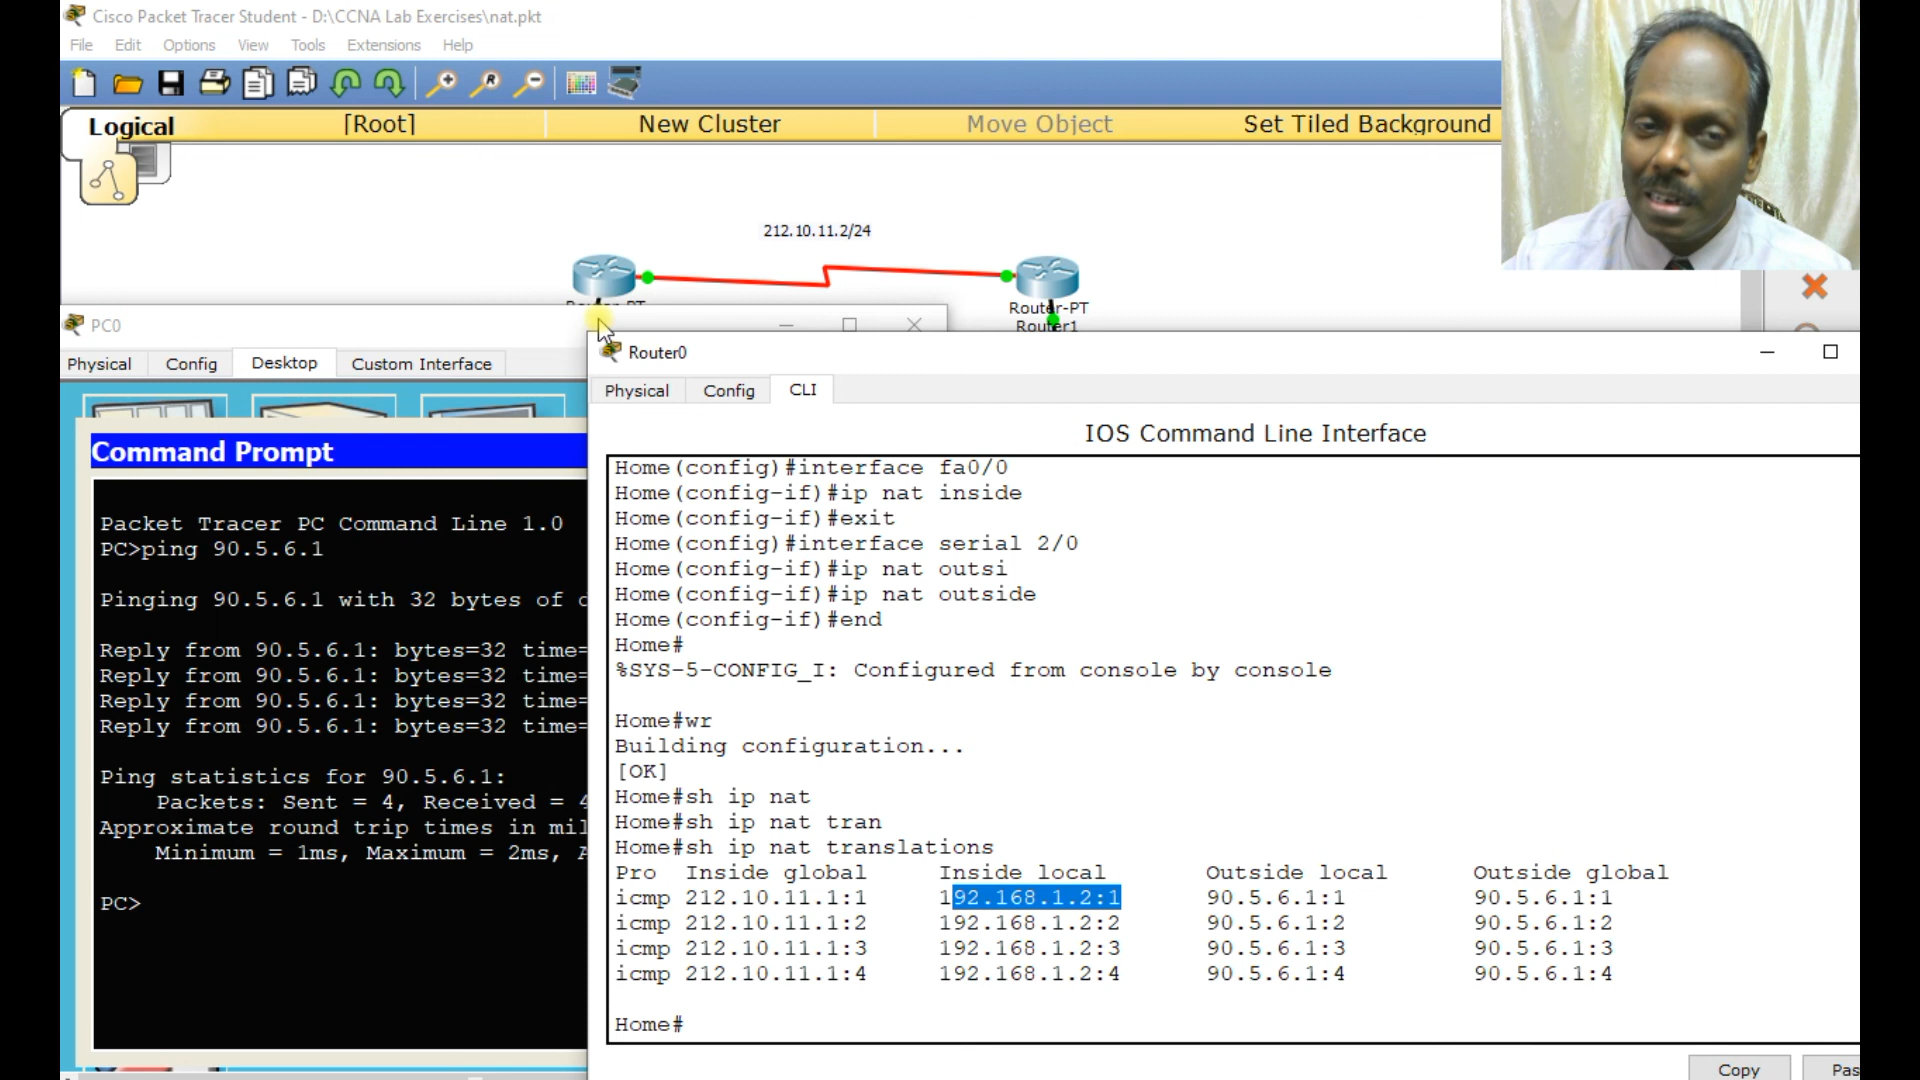 Cisco Packet Tracer Student - D:\CCNA Lab Exercises\nat.pkt
File Edit Options View Tools Extensions Help
Logical [Root] New Cluster Move Object Set Tiled Background
212.10.11.2/24
Router-PT
Router-PT
Router1
PC0
Physical Config Desktop Custom Interface
Command Prompt
Packet Tracer PC Command Line 1.0
PC>ping 90.5.6.1
Pinging 90.5.6.1 with 32 bytes of
Reply from 90.5.6.1: bytes=32 time=
Reply from 90.5.6.1: bytes=32 time=
Reply from 90.5.6.1: bytes=32 time=
Reply from 90.5.6.1: bytes=32 time=
Ping statistics for 90.5.6.1:
Packets: Sent = 4, Received = 4
Approximate round trip times in mil
Minimum = 1ms, Maximum = 2ms, A
PC>
Router0
Physical Config CLI
IOS Command Line Interface
Home(config)#interface fa0/0
Home(config-if)#ip nat inside
Home(config-if)#exit
Home(config)#interface serial 2/0
Home(config-if)#ip nat outsi
Home(config-if)#ip nat outside
Home(config-if)#end
Home#
%SYS-5-CONFIG_I: Configured from console by console
Home#wr
Building configuration...
[OK]
Home#sh ip nat
Home#sh ip nat tran
Home#sh ip nat translations
Pro Inside global Inside local Outside local Outside global
icmp 212.10.11.1:1 192.168.1.2:1 90.5.6.1:1 90.5.6.1:1
icmp 212.10.11.1:2 192.168.1.2:2 90.5.6.1:2 90.5.6.1:2
icmp 212.10.11.1:3 192.168.1.2:3 90.5.6.1:3 90.5.6.1:3
icmp 212.10.11.1:4 192.168.1.2:4 90.5.6.1:4 90.5.6.1:4
Home#
Copy Pas